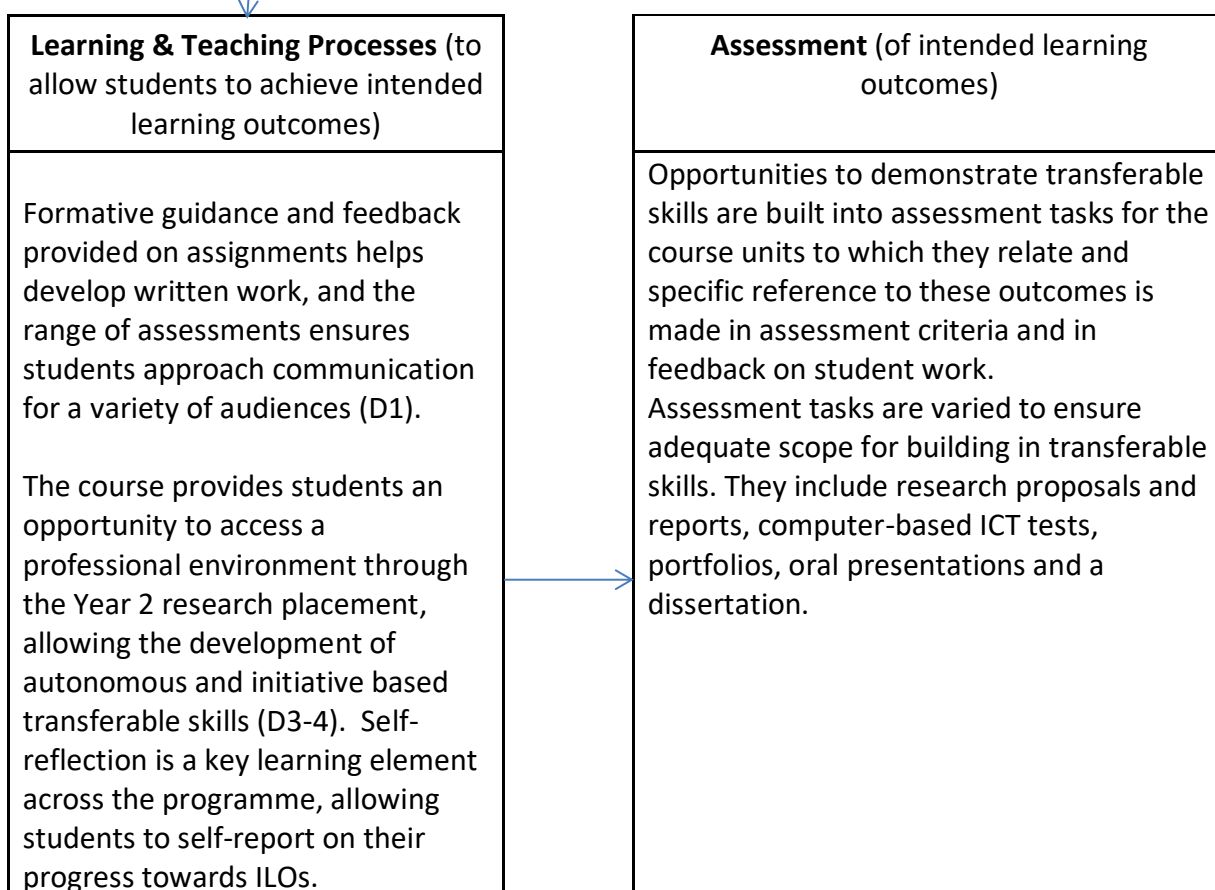 Learning & Teaching Processes (to
allow students to achieve intended
learning outcomes)
Formative guidance and feedback
provided on assignments helps
develop written work, and the
range of assessments ensures
students approach communication
for a variety of audiences (D1).
The course provides students an
opportunity to access a
professional environment through
the Year 2 research placement,
allowing the development of
autonomous and initiative based
transferable skills (D3-4).  Self-
reflection is a key learning element
across the programme, allowing
students to self-report on their
progress towards ILOs.
Assessment (of intended learning
outcomes)
Opportunities to demonstrate transferable
skills are built into assessment tasks for the
course units to which they relate and
specific reference to these outcomes is
made in assessment criteria and in
feedback on student work.
Assessment tasks are varied to ensure
adequate scope for building in transferable
skills. They include research proposals and
reports, computer-based ICT tests,
portfolios, oral presentations and a
dissertation.